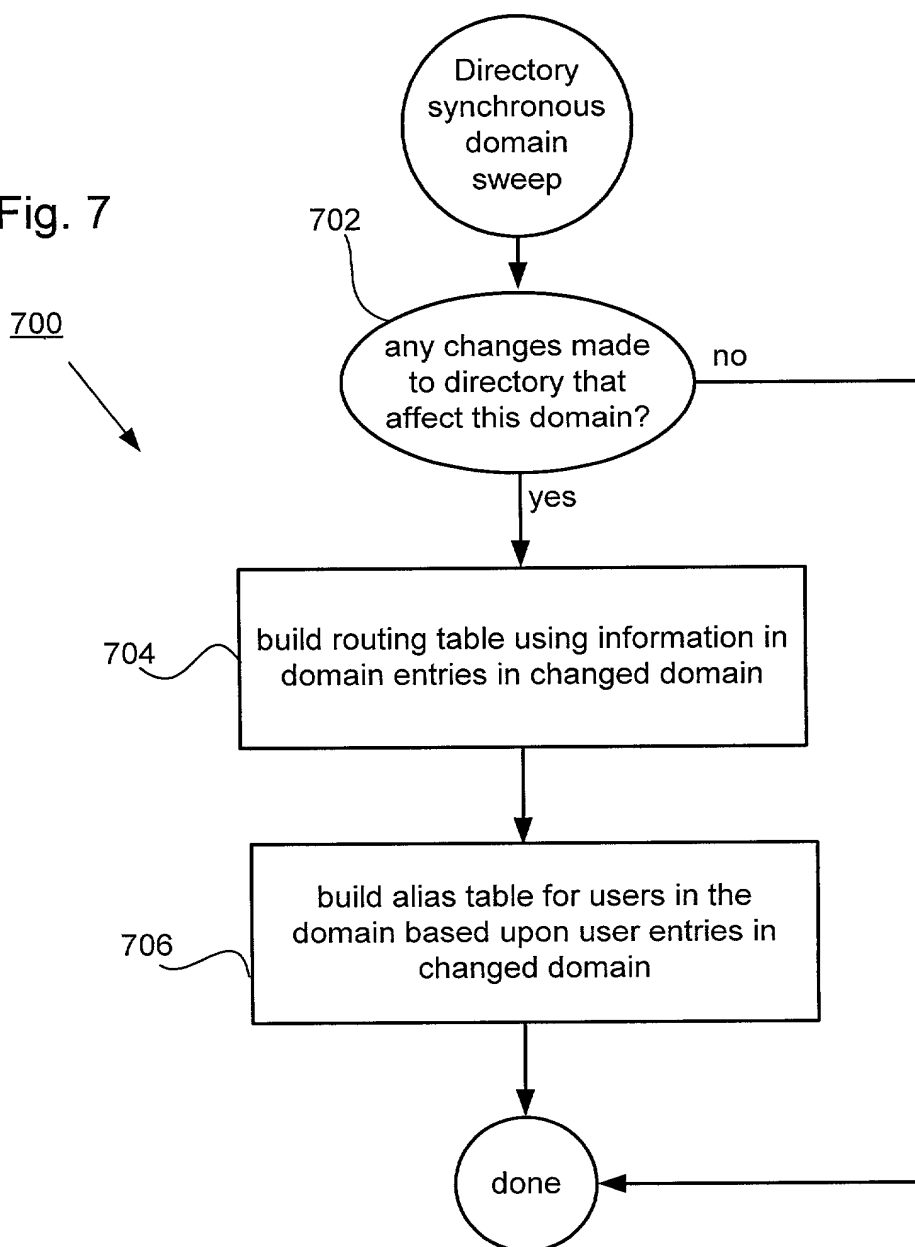 Directory
synchronous
domain
sweep
Fig. 7
702
700
any changes made
to directory that
affect this domain?
no
yes
704
build routing table using information in
domain entries in changed domain
706
build alias table for users in the
domain based upon user entries in
changed domain
done